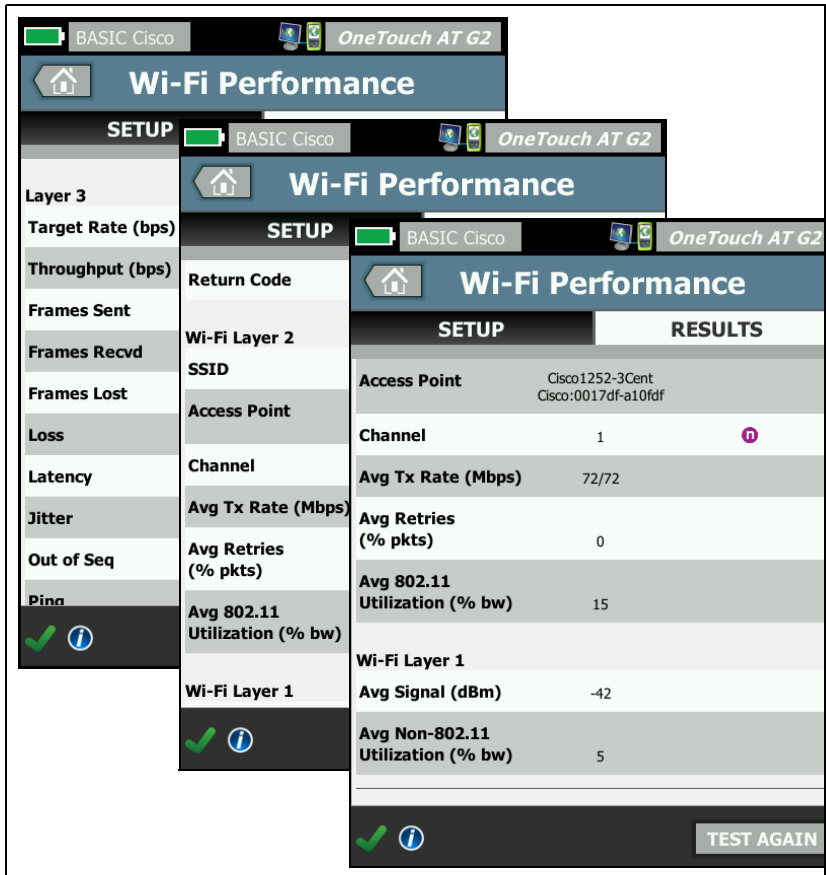 BASIC Cisco
OneTouch AT G2
Wi-Fi Performance
SETUP
Layer 3
Target Rate (bps)
Throughput (bps)
Frames Sent
Frames Recvd
Frames Lost
Loss
Latency
Jitter
Out of Seq
Ping
BASIC Cisco
OneTouch AT G2
Wi-Fi Performance
SETUP
Return Code
Wi-Fi Layer 2
SSID
Access Point
Channel
Avg Tx Rate (Mbps)
Avg Retries
(% pkts)
Avg 802.11
Utilization (% bw)
Wi-Fi Layer 1
BASIC Cisco
OneTouch AT G2
Wi-Fi Performance
SETUP RESULTS
Access Point Cisco1252-3Cent
Cisco:0017df-a10fdf
Channel 1 n
Avg Tx Rate (Mbps) 72/72
Avg Retries
(% pkts) 0
Avg 802.11
Utilization (% bw) 15
Wi-Fi Layer 1
Avg Signal (dBm) -42
Avg Non-802.11
Utilization (% bw) 5
TEST AGAIN